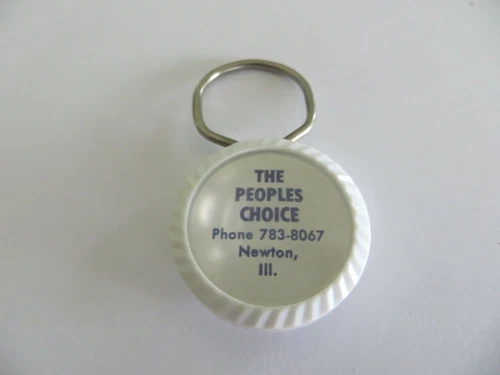 THE
PEOPLES
CHOICE
Phone 783-8067
Newton,
Ill.